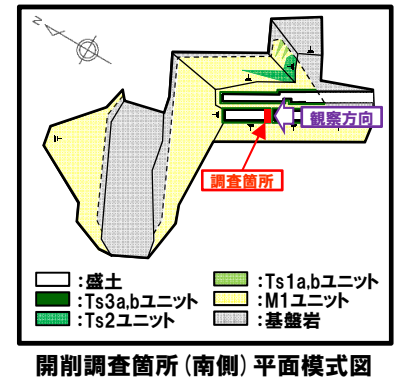 N
観察方向
調査箇所
:盛土
:Ts1a,bユニット
:Ts3a,bユニット
:M1ユニット
:Ts2ユニット
:基盤岩
開削調査箇所(南側)平面模式図